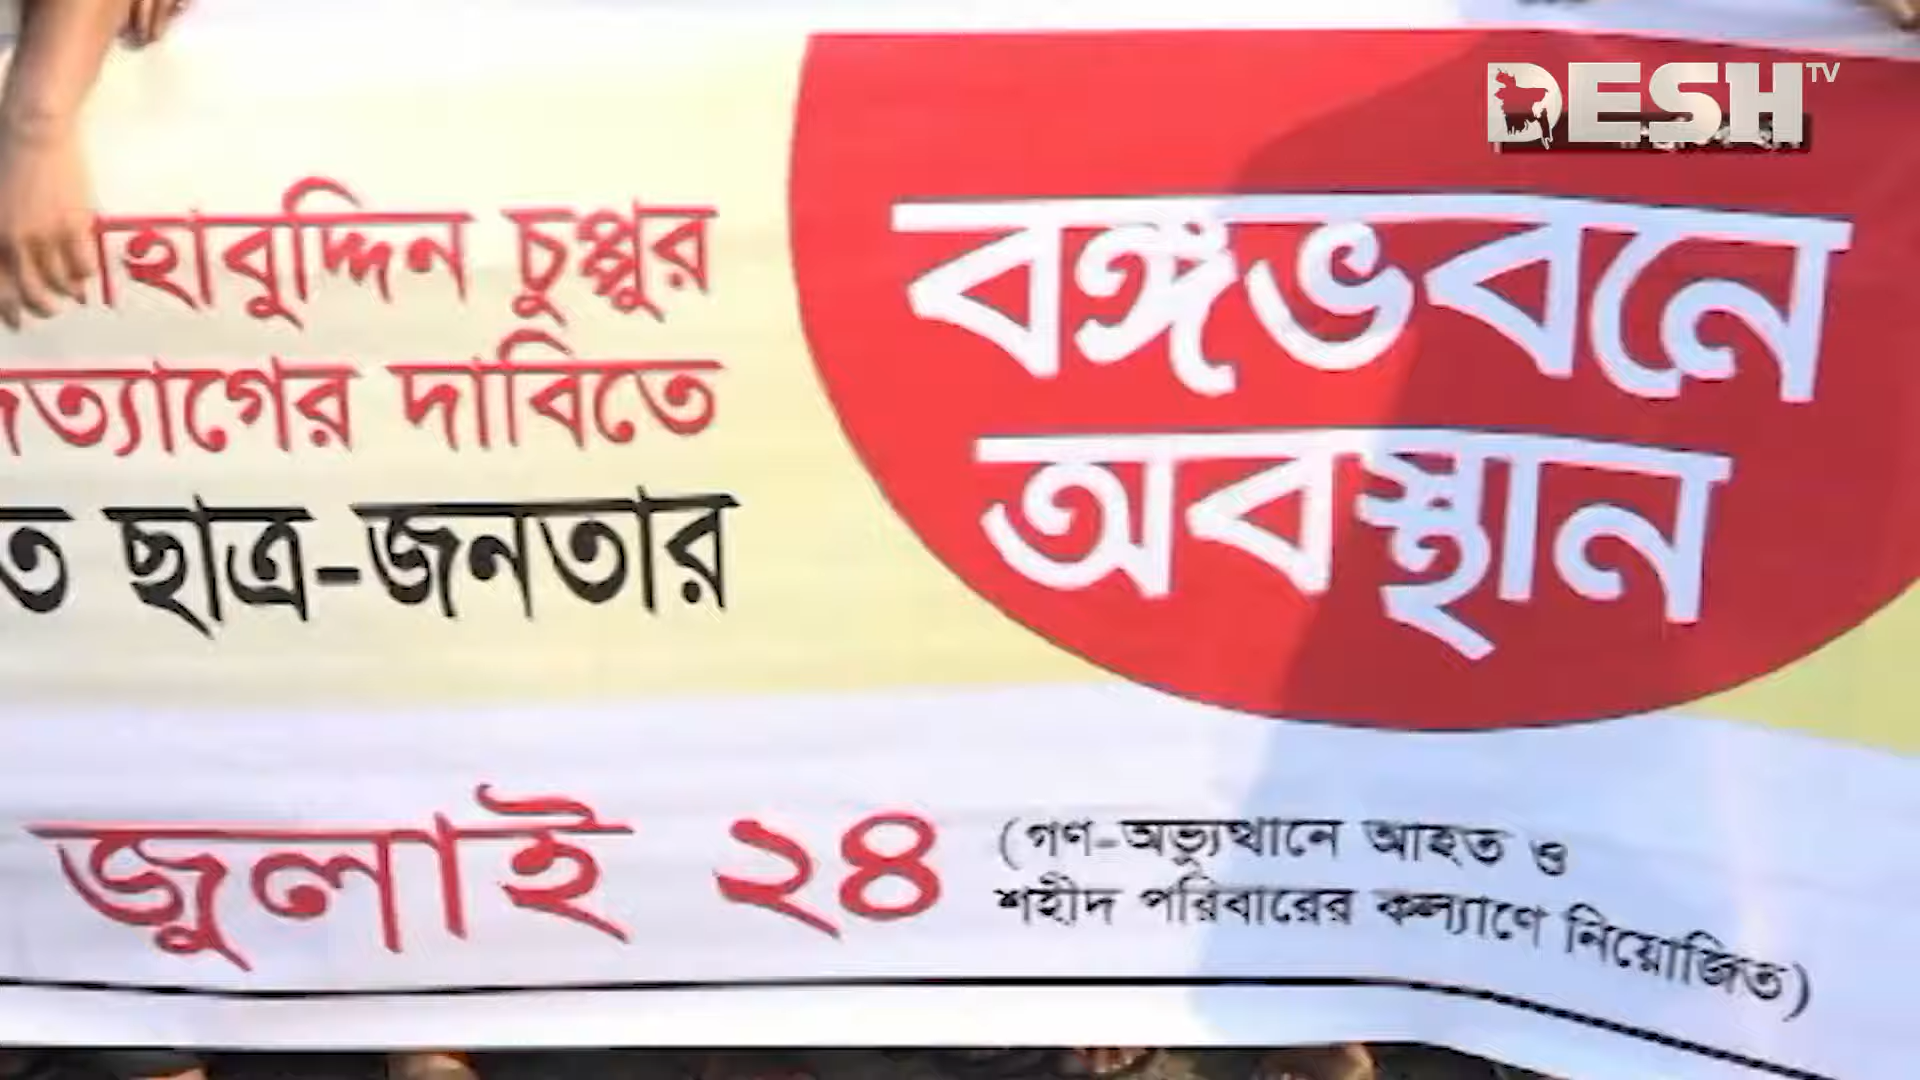 DESH TV
বঙ্গভবনে
অবস্থান
চুপ্পুর
দাবিতে
ছাত্র-জনতার
জুলাই ২৪
(গণ-অভ্যুত্থানে আহত ও
শহীদ পরিবারের কল্যাণে নিয়োজিত)